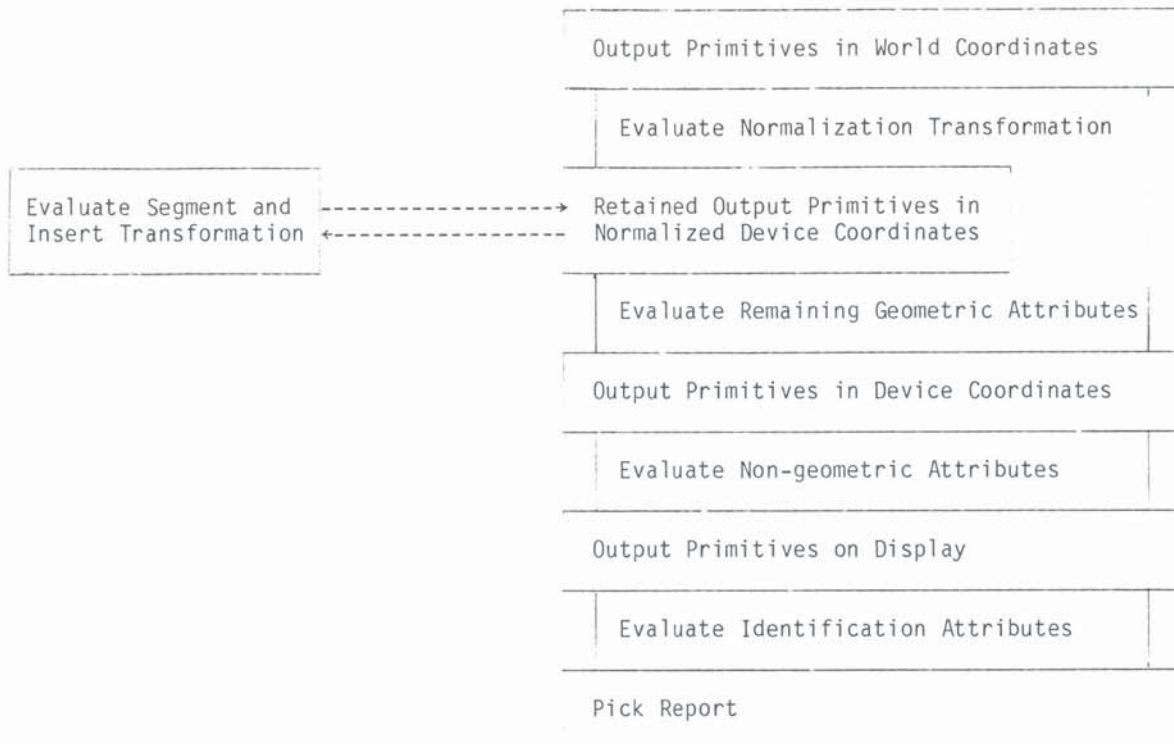 Output Primitives in World Coordinates
Evaluate Normalization Transformation
Evaluate Segment and
Insert Transformation
Retained Output Primitives in
Normalized Device Coordinates
Evaluate Remaining Geometric Attributes
Output Primitives in Device Coordinates
Evaluate Non-geometric Attributes
Output Primitives on Display
Evaluate Identification Attributes
Pick Report